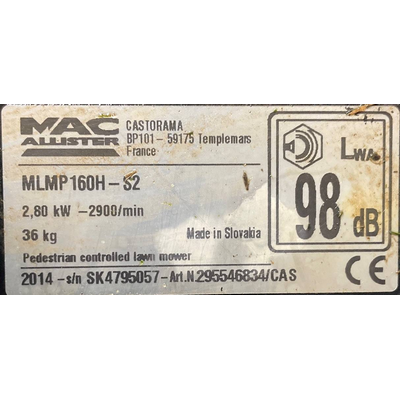 MAC
ALLISTER
CASTORAMA
BP101 - 59175 Templemars
France
LWA
MLMP160H - S2
2,80 kW -2900/min
98 dB
36 kg
Made in Slovakia
Pedestrian controlled lawn mower
2014 - s/n SK4795057-Art.N.295546834/CAS
CE